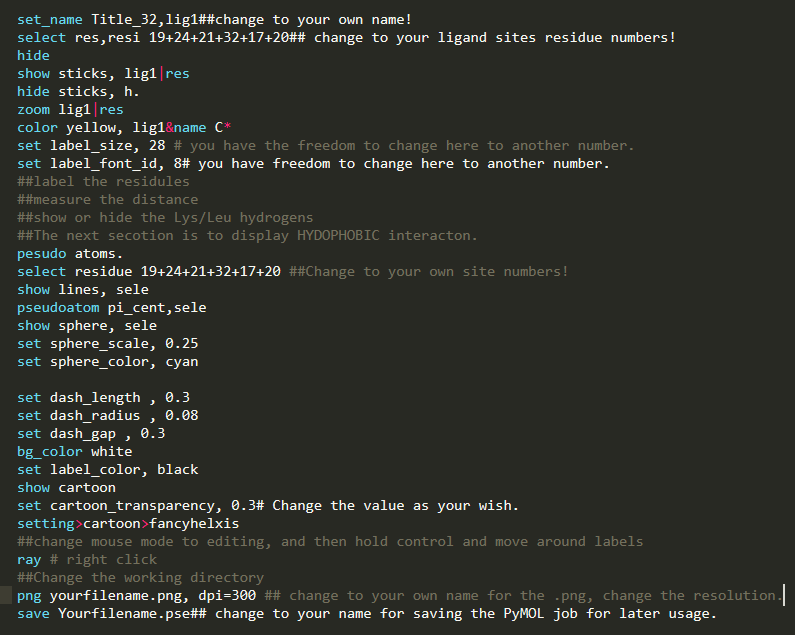 set_name Title_32,lig1##change to your own name!
select res,resi 19+24+21+32+17+20## change to your ligand sites residue numbers!
hide
show sticks, lig1|res
hide sticks, h.
zoom lig1|res
color yellow, lig1&name C*
set label_size, 28 # you have the freedom to change here to another number.
set label_font_id, 8# you have freedom to change here to another number.
##label the residules
##measure the distance
##show or hide the Lys/Leu hydrogens
##The next secotion is to display HYDOPHOBIC interacton.
pesudo atoms.
select residue 19+24+21+32+17+20 ##Change to your own site numbers!
show lines, sele
pseudoatom pi_cent,sele
show sphere, sele
set sphere_scale, 0.25
set sphere_color, cyan
set dash_length , 0.3
set dash_radius , 0.08
set dash_gap , 0.3
bg_color white
set label_color, black
show cartoon
set cartoon_transparency, 0.3# Change the value as your wish.
setting>cartoon>fancyhelxis
##change mouse mode to editing, and then hold control and move around labels
ray # right click
##Change the working directory
png yourfilename.png, dpi=300 ## change to your own name for the .png, change the resolution.
save Yourfilename.pse## change to your name for saving the PyMOL job for later usage.